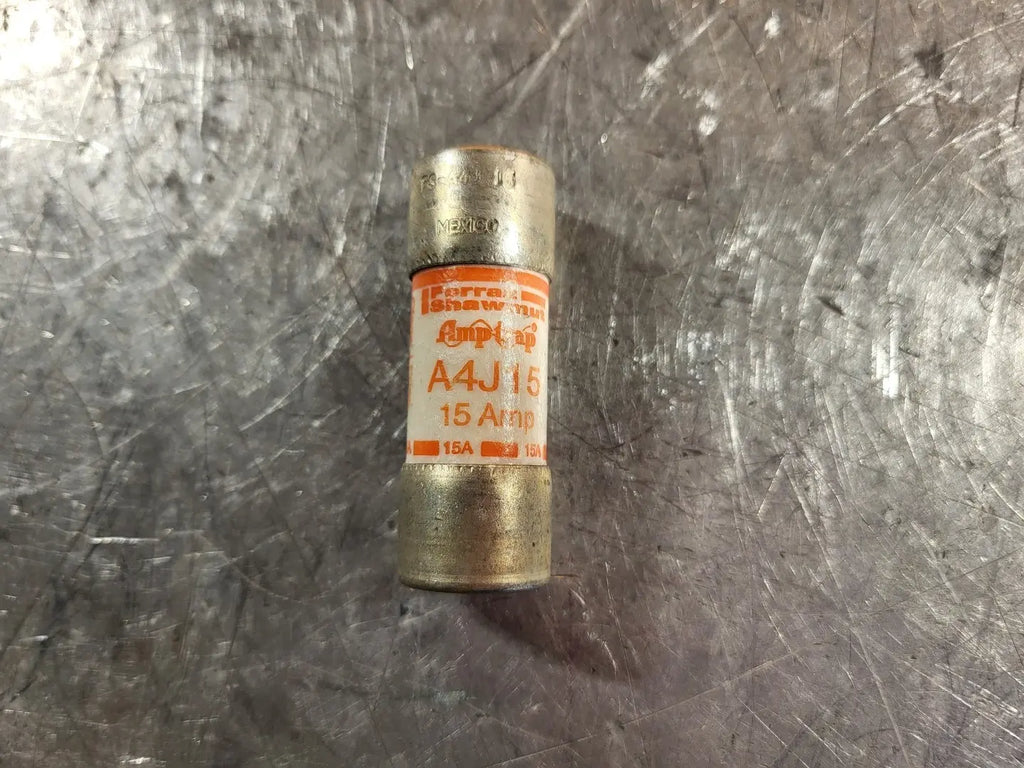 MEXICO
Ferraz
Shawmut
Amp-trap®
A4J15
15 Amp
15A 15A